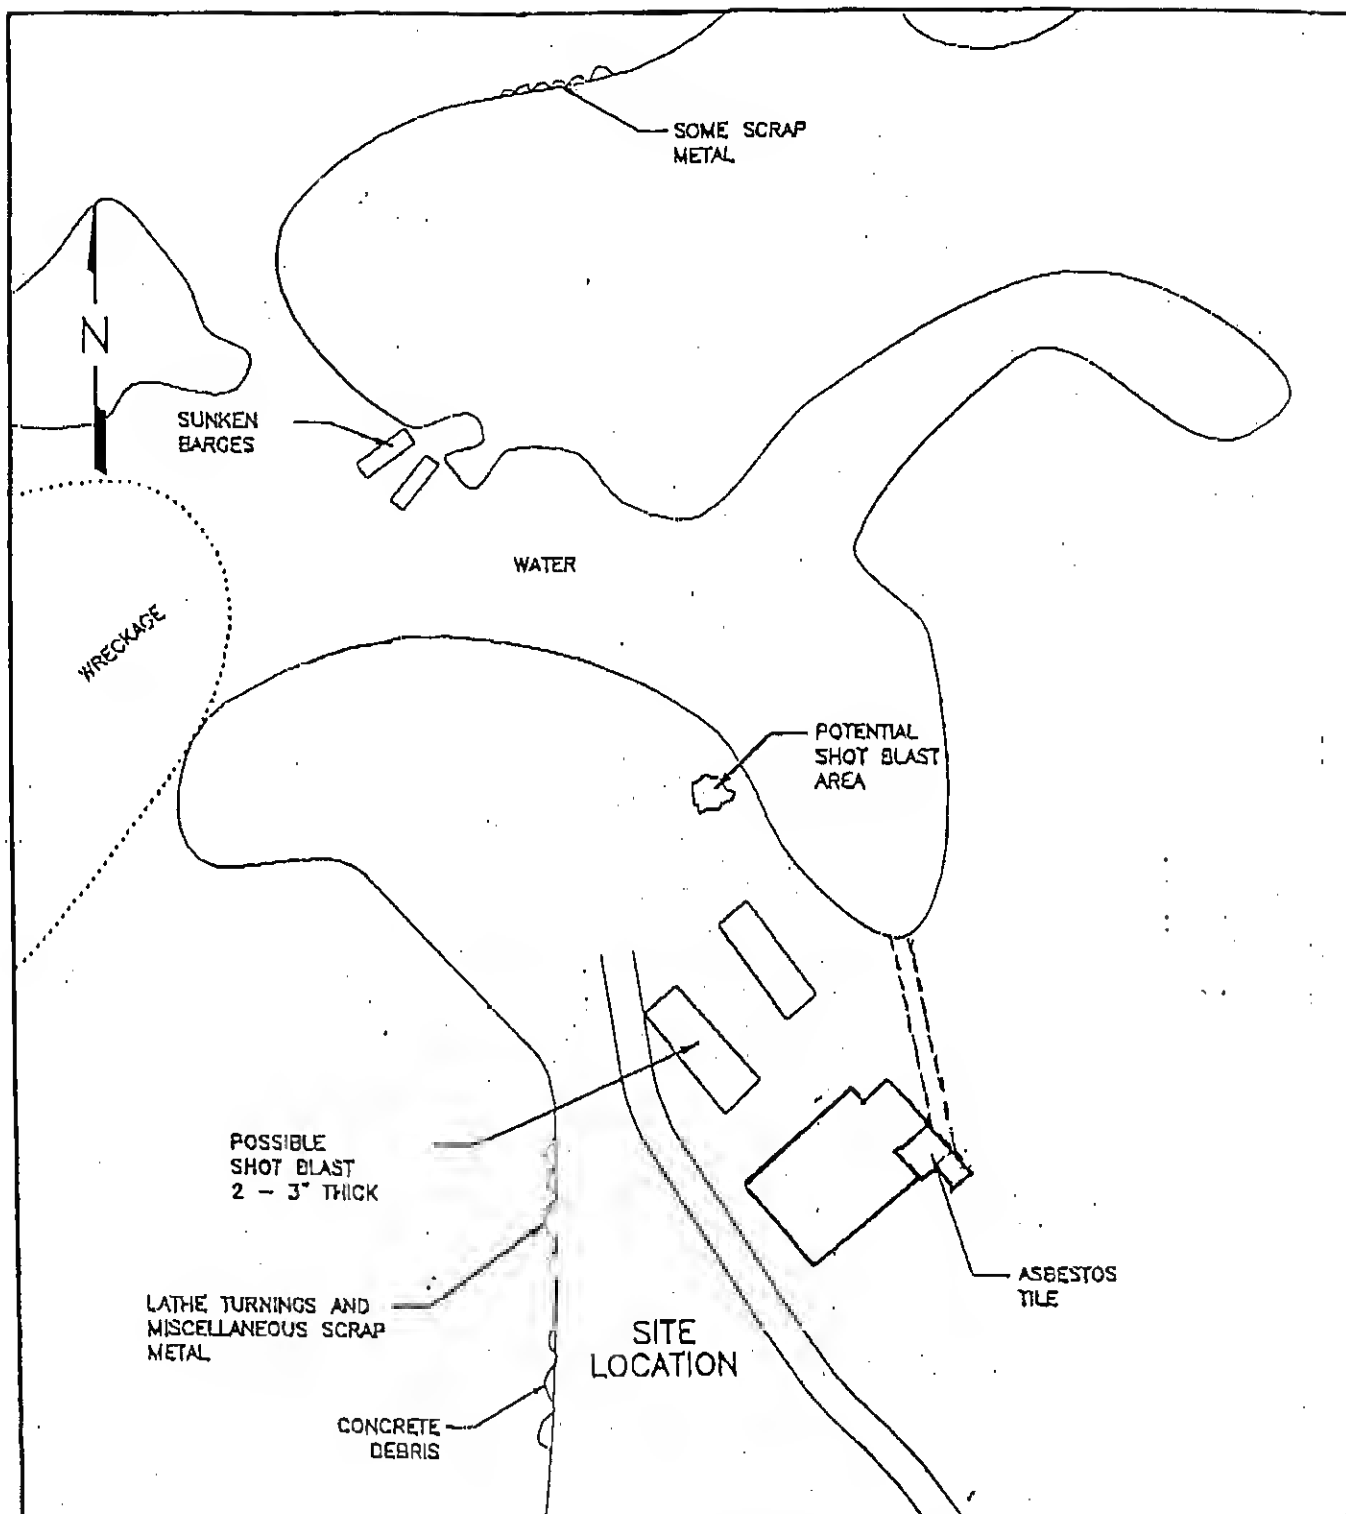 SOME SCRAP
METAL
N
SUNKEN
BARGES
WATER
WRECKAGE
POTENTIAL
SHOT BLAST
AREA
POSSIBLE
SHOT BLAST
2 - 3" THICK
ASBESTOS
TILE
LATHE TURNINGS AND
MISCELLANEOUS SCRAP
METAL
SITE
LOCATION
CONCRETE
DEBRIS